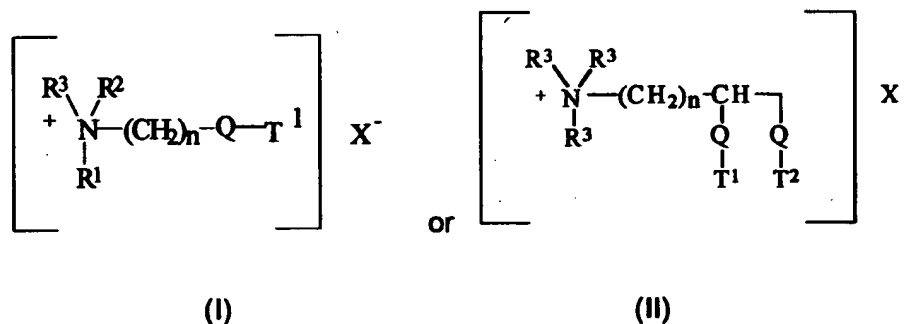 R³ R² + N—(CH₂)n—Q—T¹ R¹ X⁻
or
R³ R³ + N—(CH₂)n—CH R³ Q Q T¹ T² X
(I) (II)